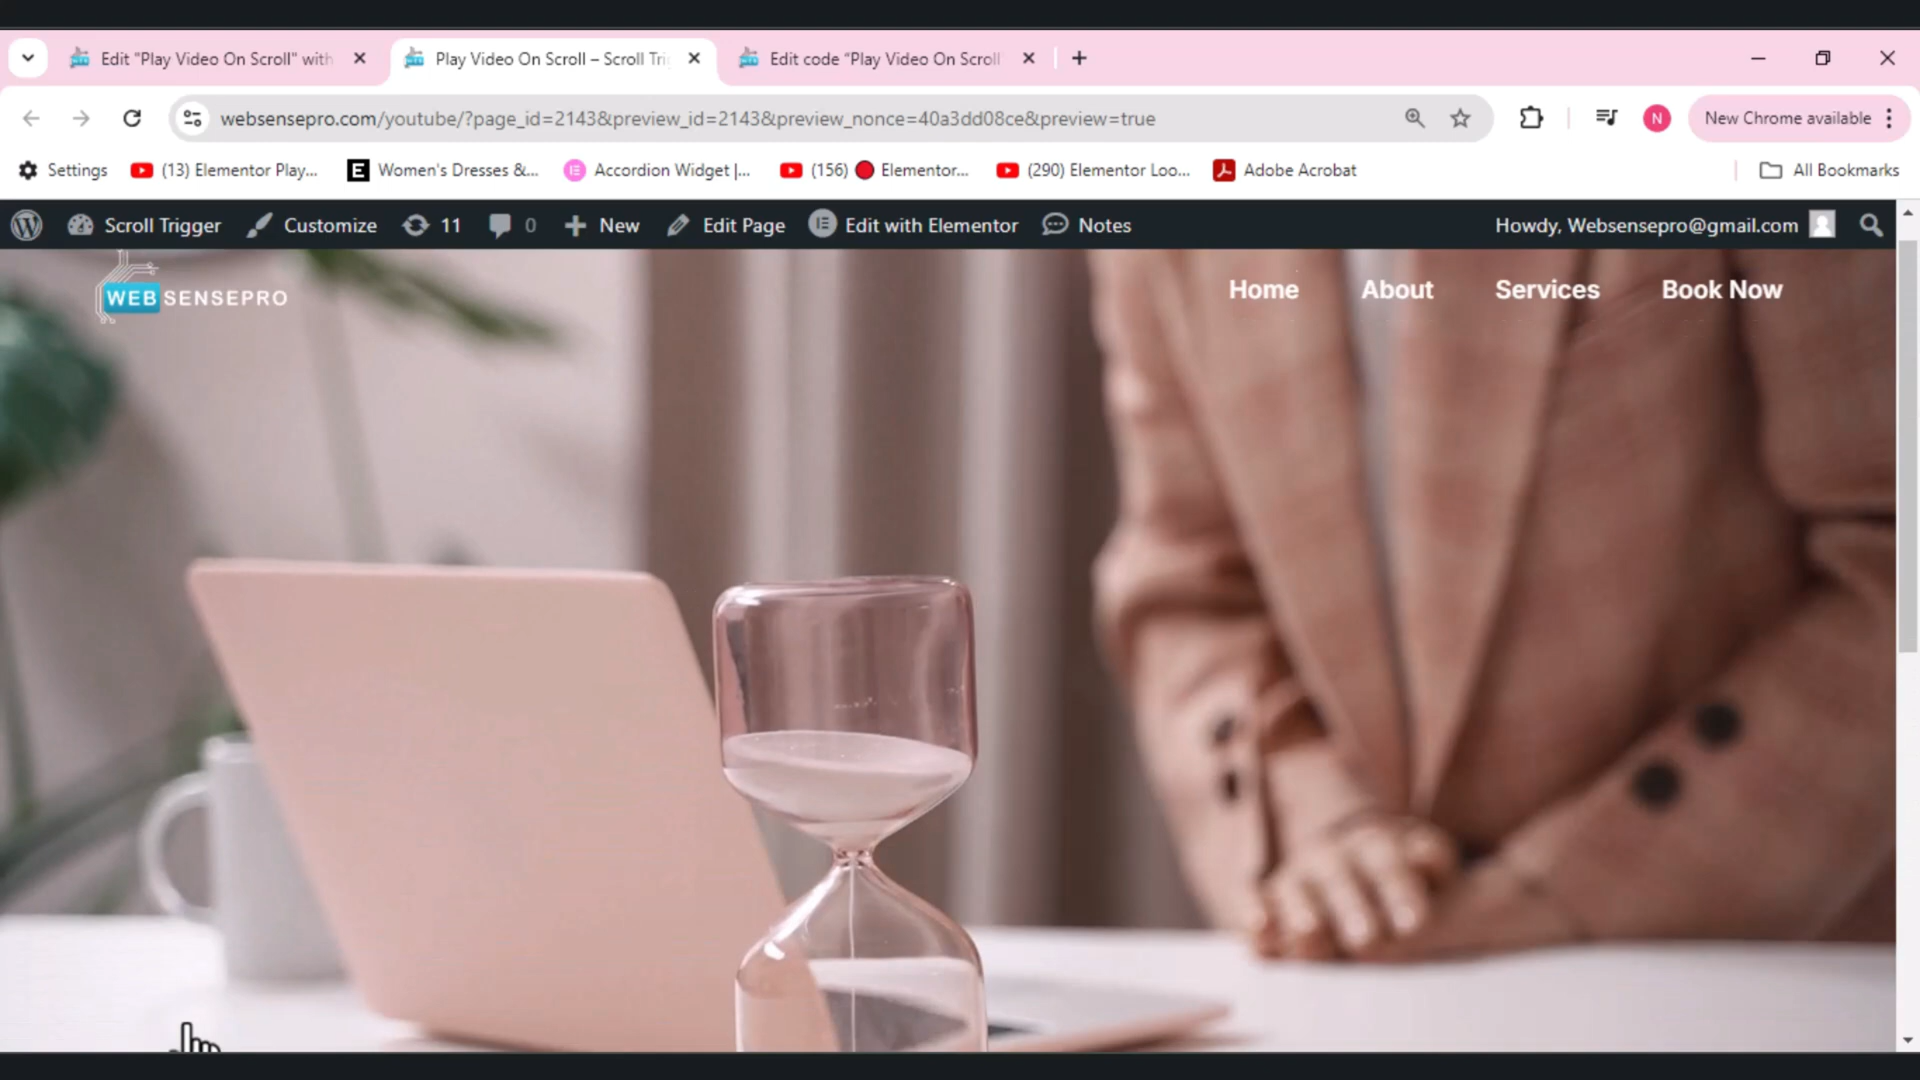 Edit "Play Video On Scroll" with
Play Video On Scroll – Scroll Tri
Edit code "Play Video On Scroll
websensepro.com/youtube/?page_id=2143&preview_id=2143&preview_nonce=40a3dd08ce&preview=true
N
New Chrome available
Settings
(13) Elementor Play...
E
Women's Dresses &...
Accordion Widget |...
(156) Elementor...
(290) Elementor Loo...
Adobe Acrobat
All Bookmarks
Scroll Trigger
Customize
11
0
New
Edit Page
Edit with Elementor
Notes
Howdy, Websensepro@gmail.com
WEBSENSEPRO
Home
About
Services
Book Now